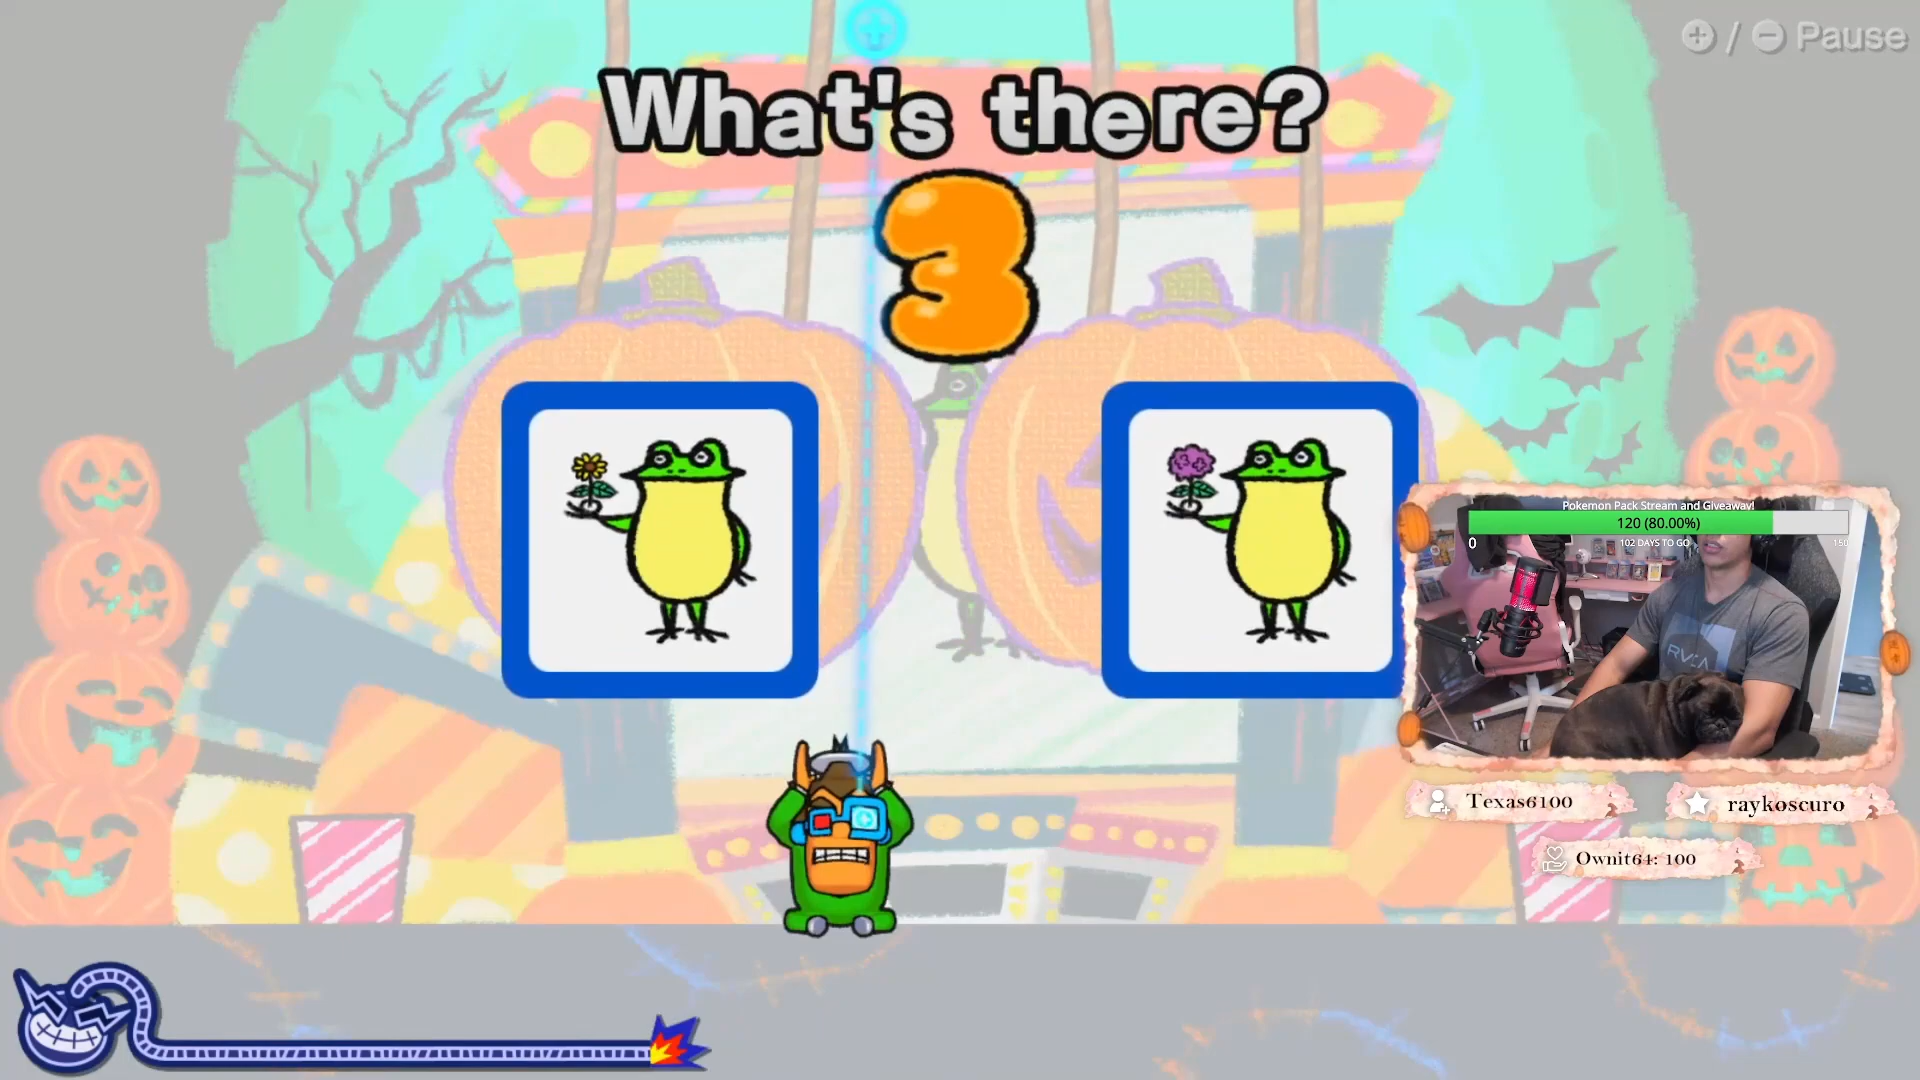 + / − Pause
What's there?
3
Pokemon Pack Stream and Giveaway!
120 (80.00%)
0
102 DAYS TO GO
150
RVCA
Texas6100
raykoscuro
Ownit64: 100